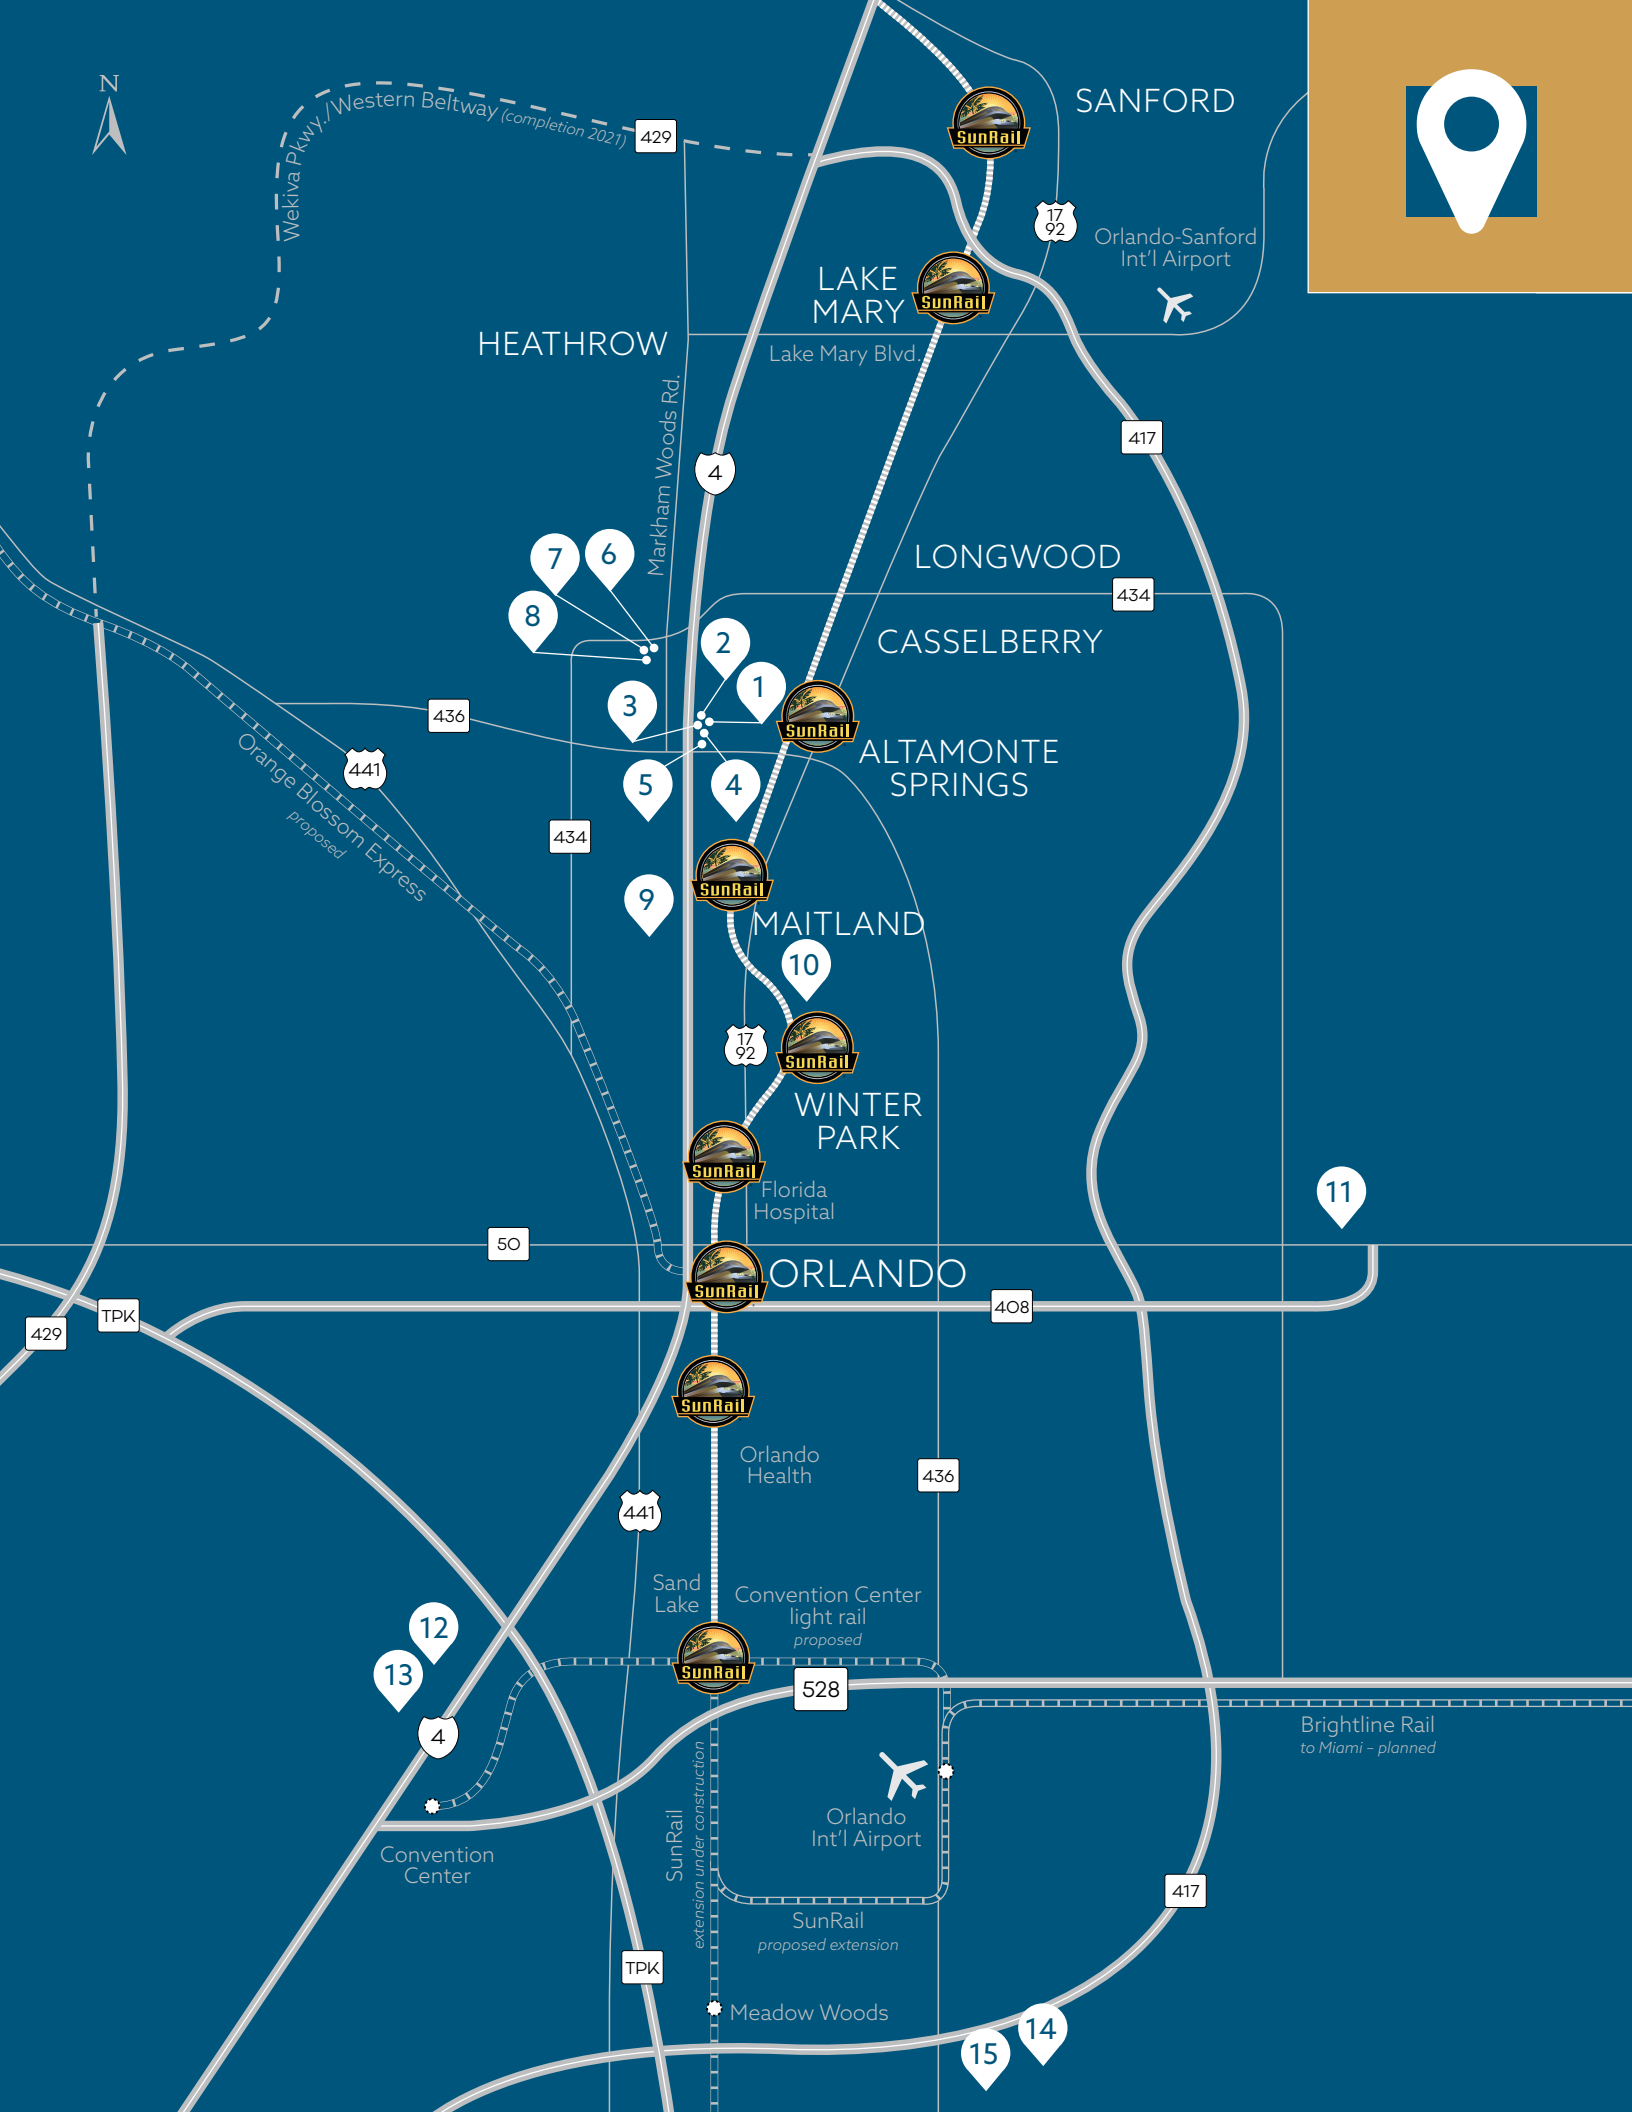 N
Wekiva Pkwy./Western Beltway (completion 2021)
429
SANFORD
SunRail
17
92
Orlando-Sanford
Int'l Airport
LAKE
MARY
SunRail
HEATHROW
Lake Mary Blvd.
Markham Woods Rd.
417
4
7
6
8
LONGWOOD
434
2
CASSELBERRY
1
3
436
SunRail
441
ALTAMONTE
SPRINGS
5
4
Orange Blossom Express
proposed
434
SunRail
9
MAITLAND
10
17
92
SunRail
WINTER
PARK
SunRail
Florida
Hospital
11
50
SunRail
ORLANDO
TPK
408
429
SunRail
Orlando
Health
436
441
Sand
Lake
Convention Center
light rail
proposed
12
13
SunRail
528
4
Brightline Rail
to Miami – planned
Orlando
Int'l Airport
Convention
Center
SunRail
extension under construction
417
SunRail
proposed extension
TPK
Meadow Woods
14
15